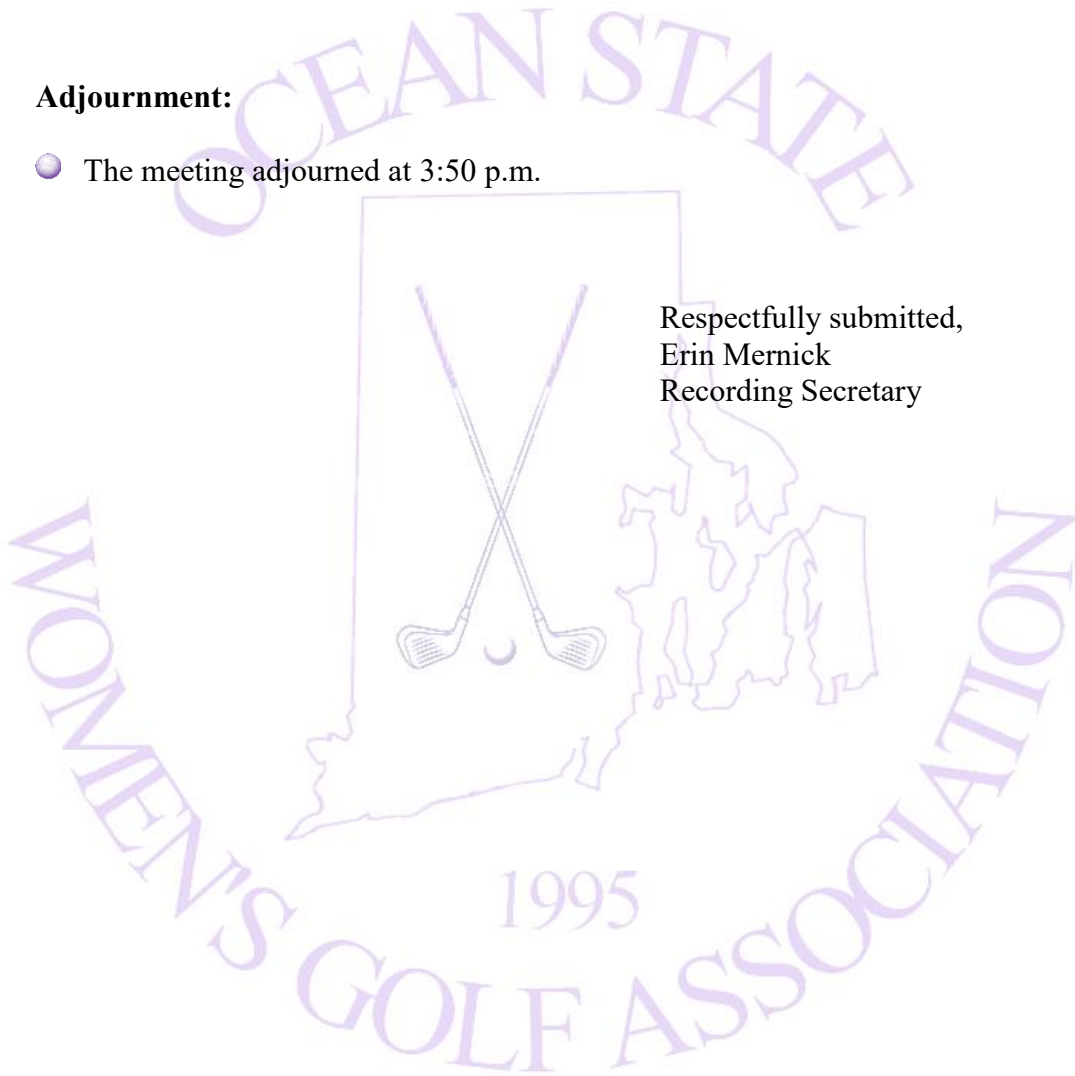 OCEAN STATE
Adjournment:
The meeting adjourned at 3:50 p.m.
Respectfully submitted,
Erin Mernick
Recording Secretary
1995
WOMEN'S GOLF ASSOCIATION